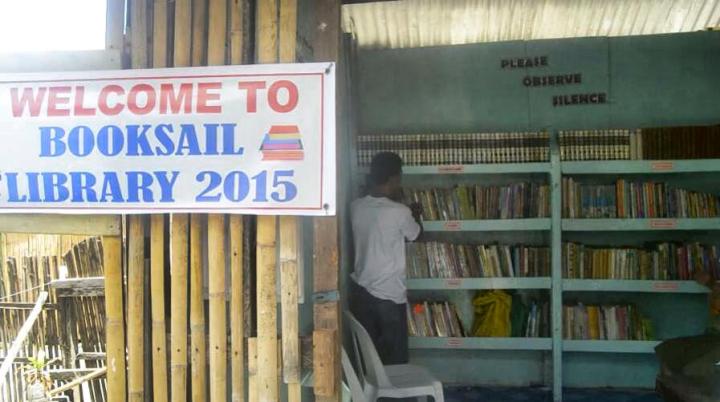 WELCOME TO
BOOKSAIL
LIBRARY 2015
PLEASE
OBSERVE
SILENCE